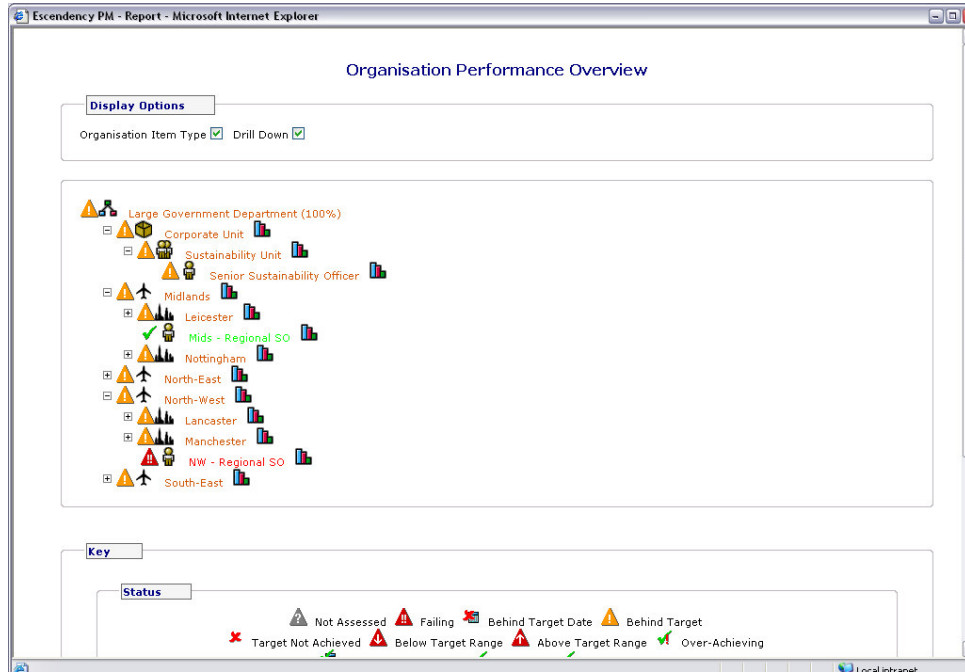 Escendency PM - Report - Microsoft Internet Explorer
Organisation Performance Overview
Display Options
Organisation Item Type Drill Down
Large Government Department (100%)
Corporate Unit
Sustainability Unit
Senior Sustainability Officer
Midlands
Leicester
Mids - Regional SO
Nottingham
North-East
North-West
Lancaster
Manchester
NW - Regional SO
South-East
Key
Status
Not Assessed Failing Behind Target Date Behind Target
Target Not Achieved Below Target Range Above Target Range Over-Achieving
Local intranet